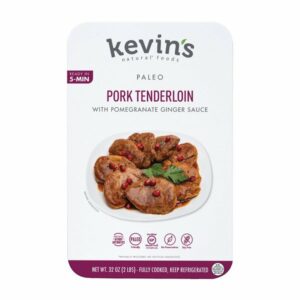 kevin's
natural foods
READY IN
5-MIN
PALEO
PORK TENDERLOIN
WITH POMEGRANATE GINGER SAUCE
NET WT. 32 OZ (2 LBS) - FULLY COOKED, KEEP REFRIGERATED